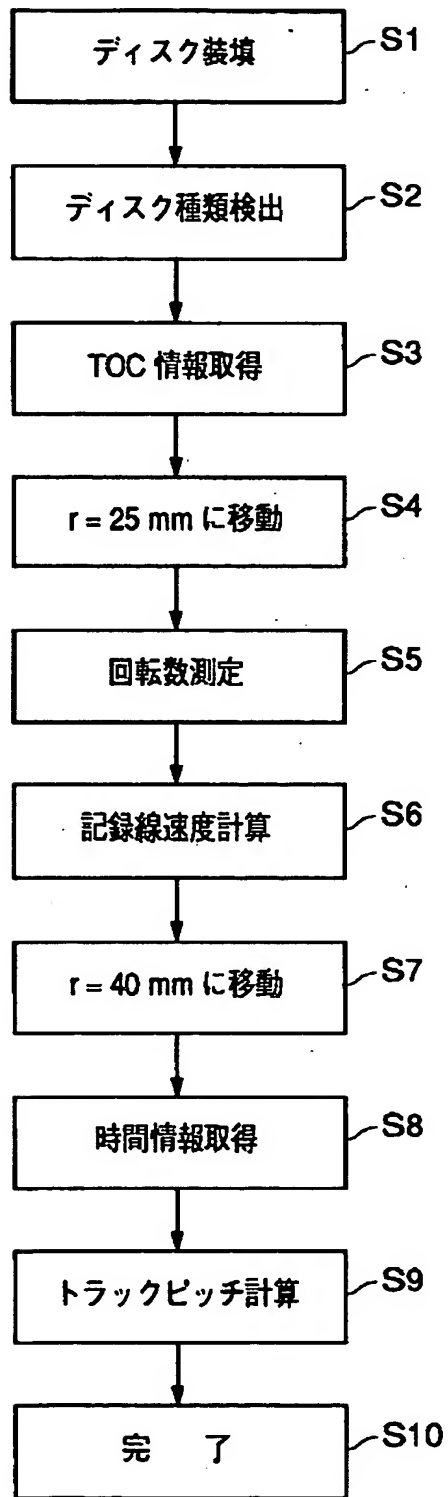 ディスク装填
S1
ディスク種類検出
S2
TOC 情報取得
S3
r = 25 mm に移動
S4
回転数測定
S5
記録線速度計算
S6
r = 40 mm に移動
S7
時間情報取得
S8
トラックピッチ計算
S9
完 了
S10